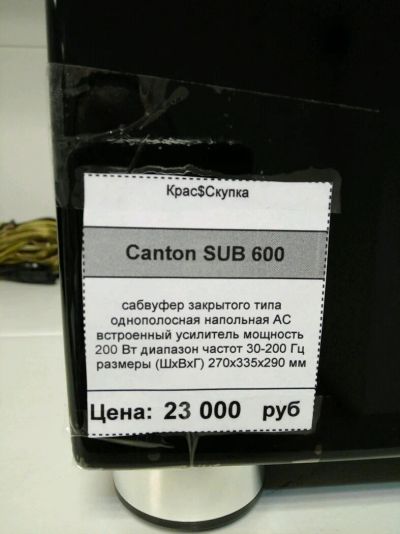 Крас$Скупка
Canton SUB 600
сабвуфер закрытого типа
однополосная напольная АС
встроенный усилитель мощность
200 Вт диапазон частот 30-200 Гц
размеры (ШхВхГ) 270х335х290 мм
Цена: 23 000 руб